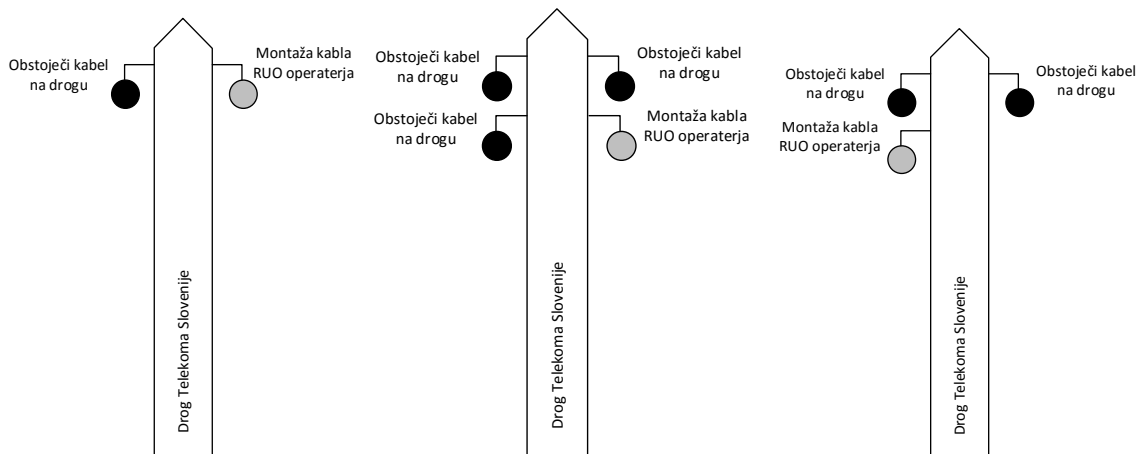 Obstoječi kabel
na drogu
Montaža kabla
RUO operaterja
Drog Telekoma Slovenije
Obstoječi kabel
na drogu
Obstoječi kabel
na drogu
Obstoječi kabel
na drogu
Montaža kabla
RUO operaterja
Drog Telekoma Slovenije
Obstoječi kabel
na drogu
Obstoječi kabel
na drogu
Montaža kabla
RUO operaterja
Drog Telekoma Slovenije